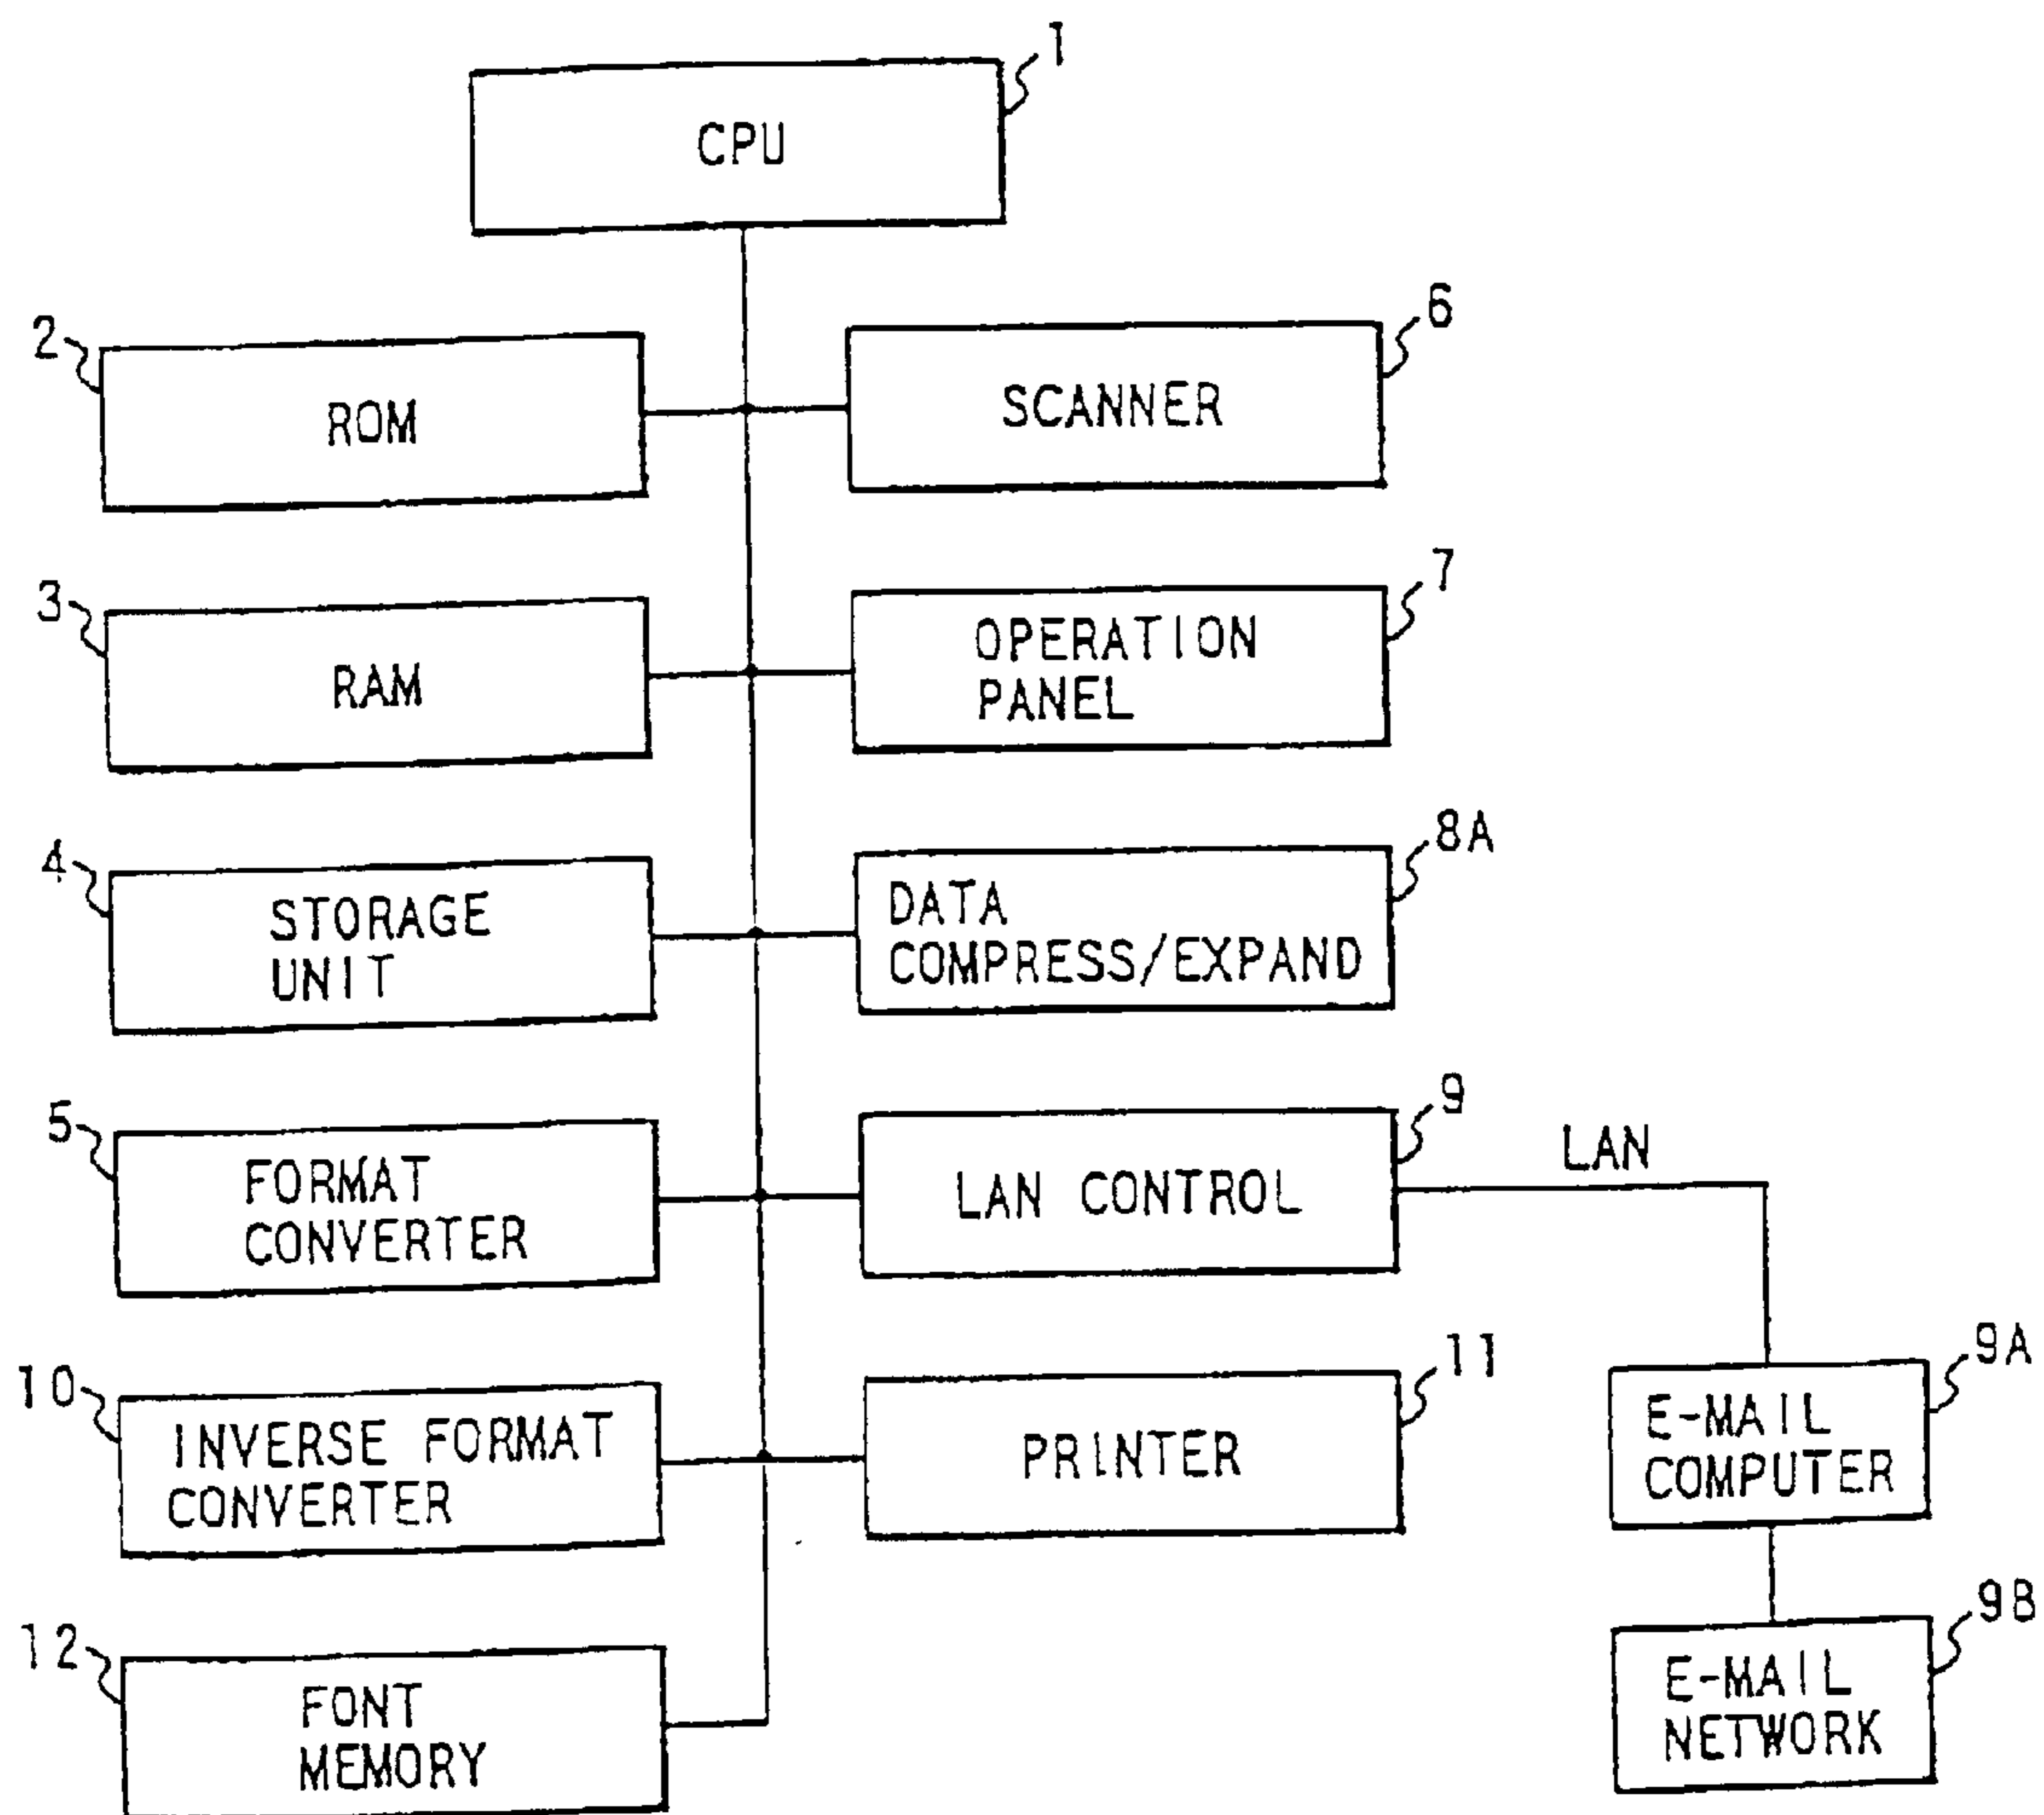 1
CPU
2
ROM
6
SCANNER
3
RAM
7
OPERATION
PANEL
4
STORAGE
UNIT
8A
DATA
COMPRESS/EXPAND
5
FORMAT
CONVERTER
9
LAN CONTROL
LAN
10
INVERSE FORMAT
CONVERTER
11
PRINTER
9A
E-MAIL
COMPUTER
12
FONT
MEMORY
9B
E-MAIL
NETWORK